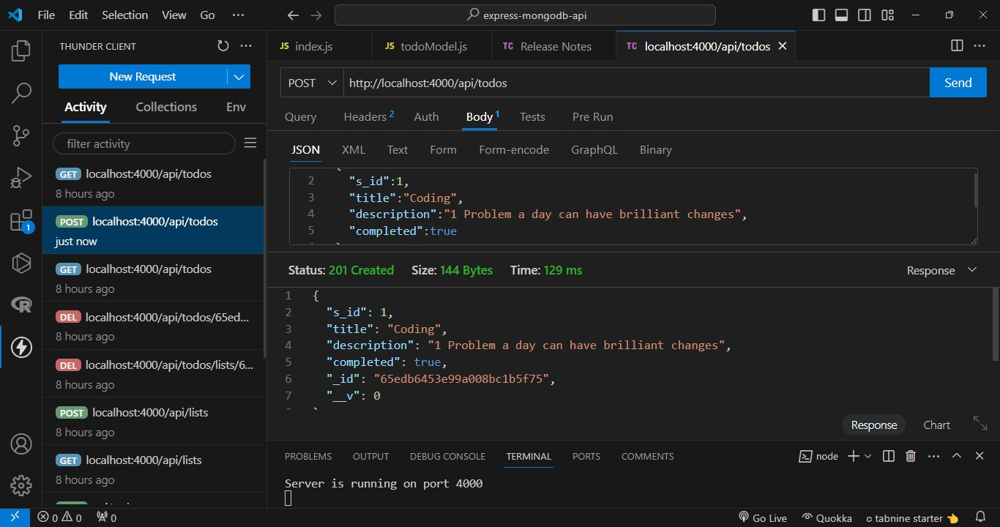 File Edit Selection View Go ···
express-mongodb-api
THUNDER CLIENT
New Request
Activity Collections Env
filter activity
GET localhost:4000/api/todos
8 hours ago
POST localhost:4000/api/todos
just now
GET localhost:4000/api/todos
8 hours ago
DEL localhost:4000/api/todos/65ed...
8 hours ago
DEL localhost:4000/api/todos/lists/6...
8 hours ago
POST localhost:4000/api/lists
8 hours ago
GET localhost:4000/api/lists
8 hours ago
1
JS index.js JS todoModel.js TC Release Notes TC localhost:4000/api/todos
POST http://localhost:4000/api/todos Send
Query Headers 2 Auth Body 1 Tests Pre Run
JSON XML Text Form Form-encode GraphQL Binary
2 "s_id":1,
3 "title":"Coding",
4 "description":"1 Problem a day can have brilliant changes",
5 "completed":true
Status: 201 Created Size: 144 Bytes Time: 129 ms Response
1 {
2 "s_id": 1,
3 "title": "Coding",
4 "description": "1 Problem a day can have brilliant changes",
5 "completed": true,
6 "_id": "65edb6453e99a008bc1b5f75",
7 "__v": 0
Response Chart
PROBLEMS OUTPUT DEBUG CONSOLE TERMINAL PORTS COMMENTS node
Server is running on port 4000
0 0 0 Go Live Quokka tabnine starter 👈